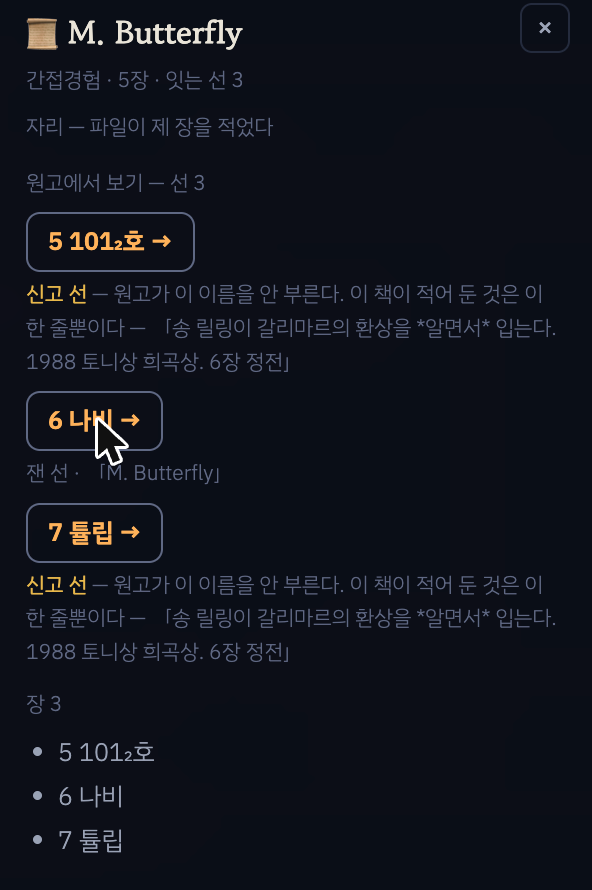 M. Butterfly
×
간접경험 · 5장 · 잇는 선 3
자리 — 파일이 제 장을 적었다
원고에서 보기 — 선 3
5 101₂호 →
신고 선 — 원고가 이 이름을 안 부른다. 이 책이 적어 둔 것은 이
한 줄뿐이다 — 「송 릴링이 갈리마르의 환상을 *알면서* 입는다.
1988 토니상 희곡상. 6장 정전」
6 나비 →
잰 선 · 「M. Butterfly」
7 튤립 →
신고 선 — 원고가 이 이름을 안 부른다. 이 책이 적어 둔 것은 이
한 줄뿐이다 — 「송 릴링이 갈리마르의 환상을 *알면서* 입는다.
1988 토니상 희곡상. 6장 정전」
장 3
• 5 101₂호
• 6 나비
• 7 튤립